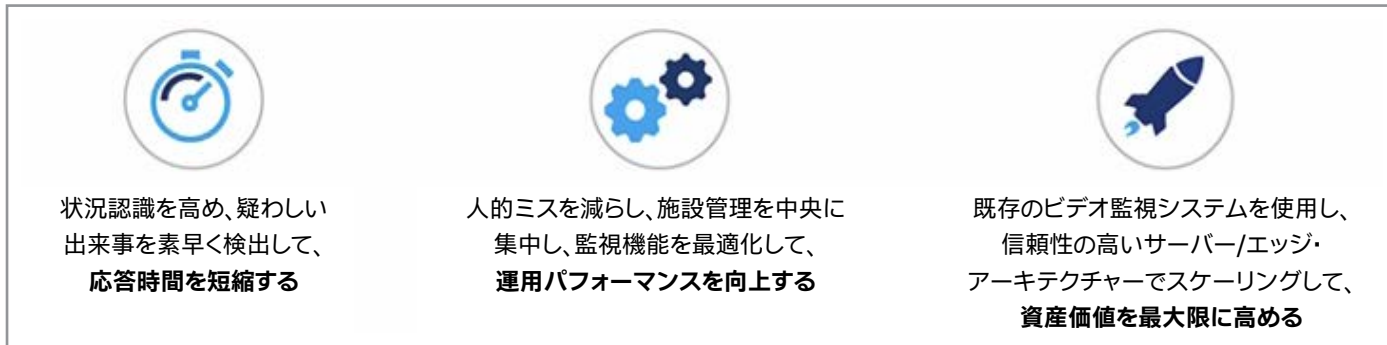 状況認識を高め、疑わしい
出来事を素早く検出して、
応答時間を短縮する
人的ミスを減らし、施設管理を中央に
集中し、監視機能を最適化して、
運用パフォーマンスを向上する
既存のビデオ監視システムを使用し、
信頼性の高いサーバー/エッジ・
アーキテクチャーでスケーリングして、
資産価値を最大限に高める